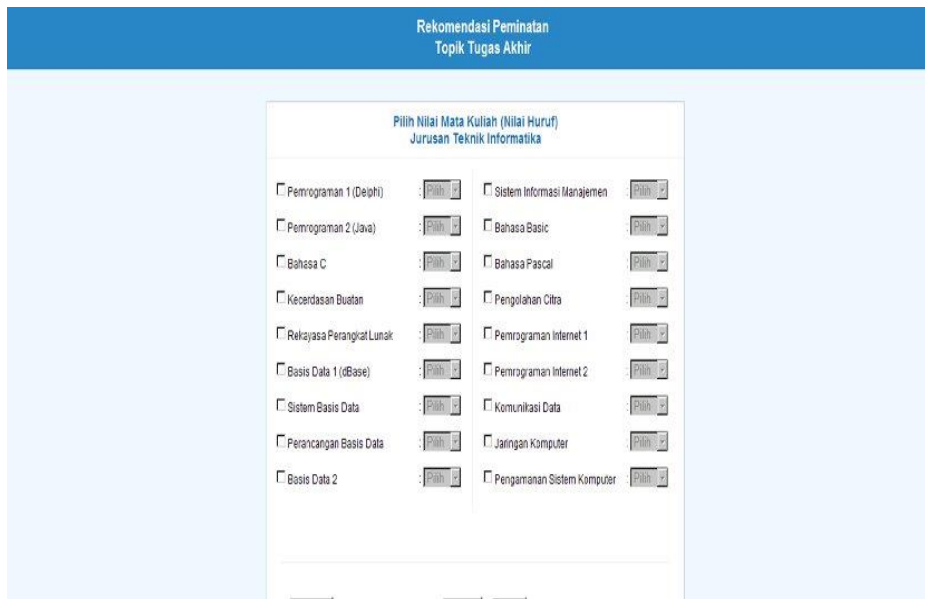 Rekomendasi Peminatan
Topik Tugas Akhir
Pilih Nilai Mata Kuliah (Nilai Huruf)
Jurusan Teknik Informatika
Pemrograman 1 (Delphi) : Pilih
Sistem Informasi Manajemen : Pilih
Pemrograman 2 (Java) : Pilih
Bahasa Basic : Pilih
Bahasa C : Pilih
Bahasa Pascal : Pilih
Kecerdasan Buatan : Pilih
Pengolahan Citra : Pilih
Rekayasa Perangkat Lunak : Pilih
Pemrograman Internet 1 : Pilih
Basis Data 1 (dBase) : Pilih
Pemrograman Internet 2 : Pilih
Sistem Basis Data : Pilih
Komunikasi Data : Pilih
Perancangan Basis Data : Pilih
Jaringan Komputer : Pilih
Basis Data 2 : Pilih
Pengamanan Sistem Komputer : Pilih